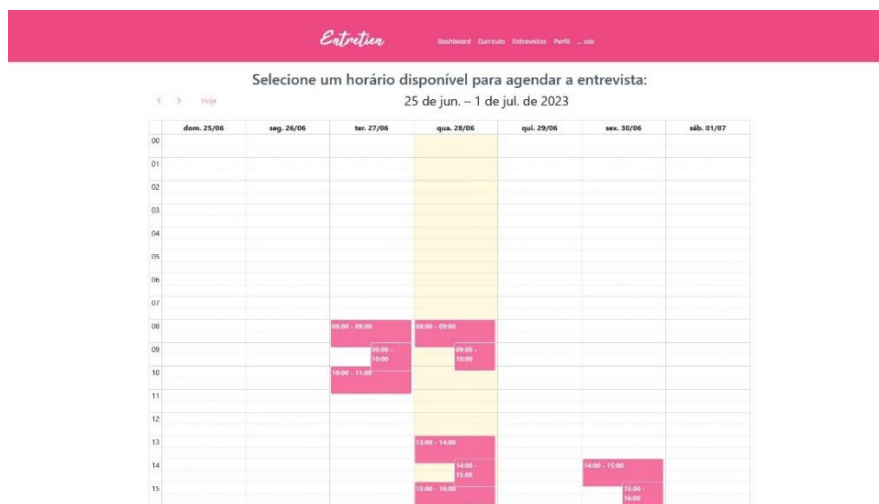 Entretien
Dashboard Currículo Entrevistas Perfil ... sair
Selecione um horário disponível para agendar a entrevista:
< > Hoje
25 de jun. – 1 de jul. de 2023
dom. 25/06 seg. 26/06 ter. 27/06 qua. 28/06 qui. 29/06 sex. 30/06 sáb. 01/07
00
01
02
03
04
05
06
07
08
08:00 - 09:00 08:00 - 09:00
09
09:00 - 09:00 -
10:00 10:00
10
10:00 - 11:00
11
12
13
13:00 - 14:00
14
14:00 - 14:00 - 15:00
15:00
15
15:00 - 16:00 15:00 -
16:00